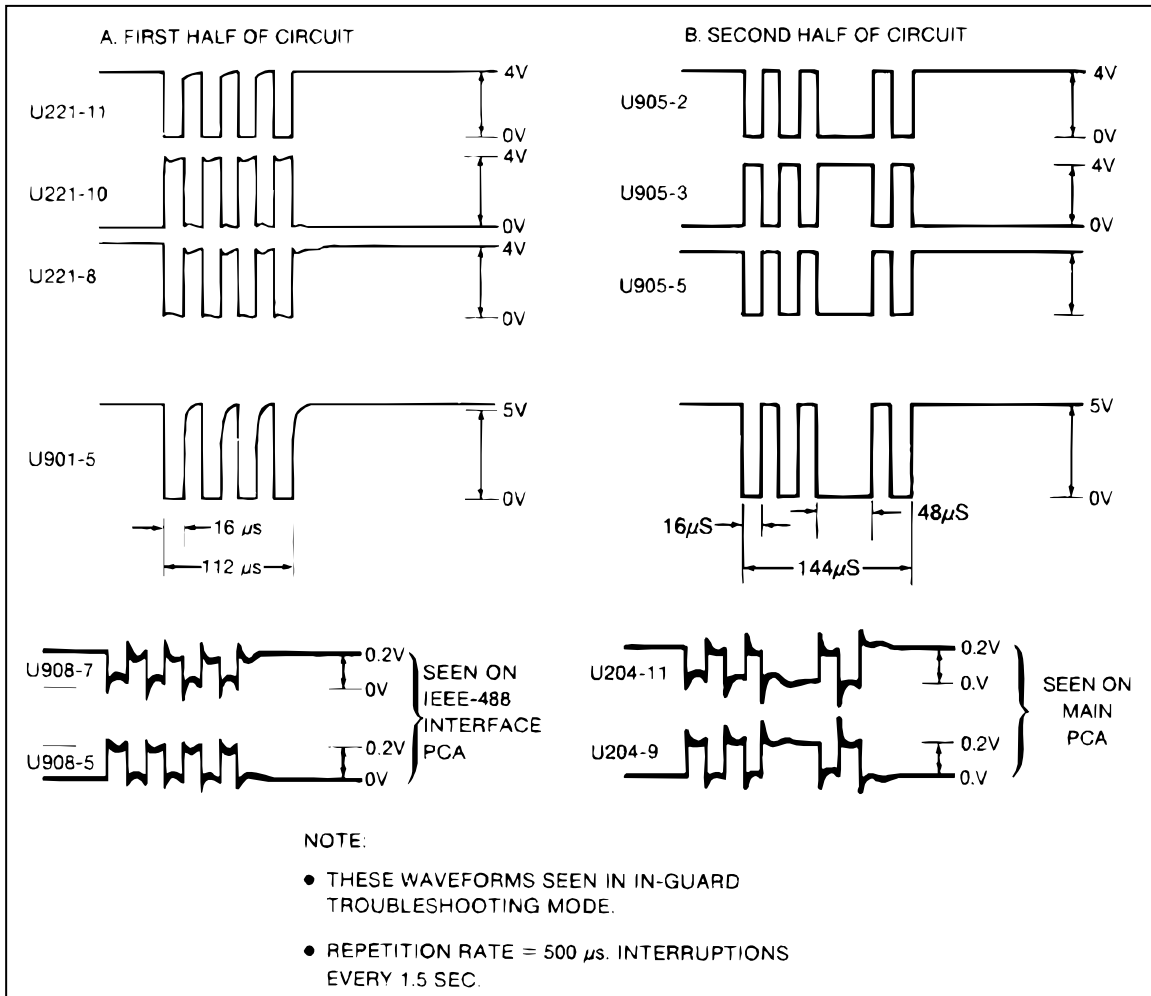 A. FIRST HALF OF CIRCUIT
U221-11
4V
0V
U221-10
4V
0V
U221-8
4V
0V
U901-5
5V
0V
16 µs
112 µs
U908-7
0.2V
0V
U908-5
0.2V
0V
SEEN ON
IEEE-488
INTERFACE
PCA
B. SECOND HALF OF CIRCUIT
U905-2
4V
0V
U905-3
4V
0V
U905-5
5V
0V
16µS
48µS
144µS
U204-11
0.2V
0.V
U204-9
0.2V
0.V
SEEN ON
MAIN
PCA
NOTE:
● THESE WAVEFORMS SEEN IN IN-GUARD
TROUBLESHOOTING MODE.
● REPETITION RATE = 500 µs. INTERRUPTIONS
EVERY 1.5 SEC.